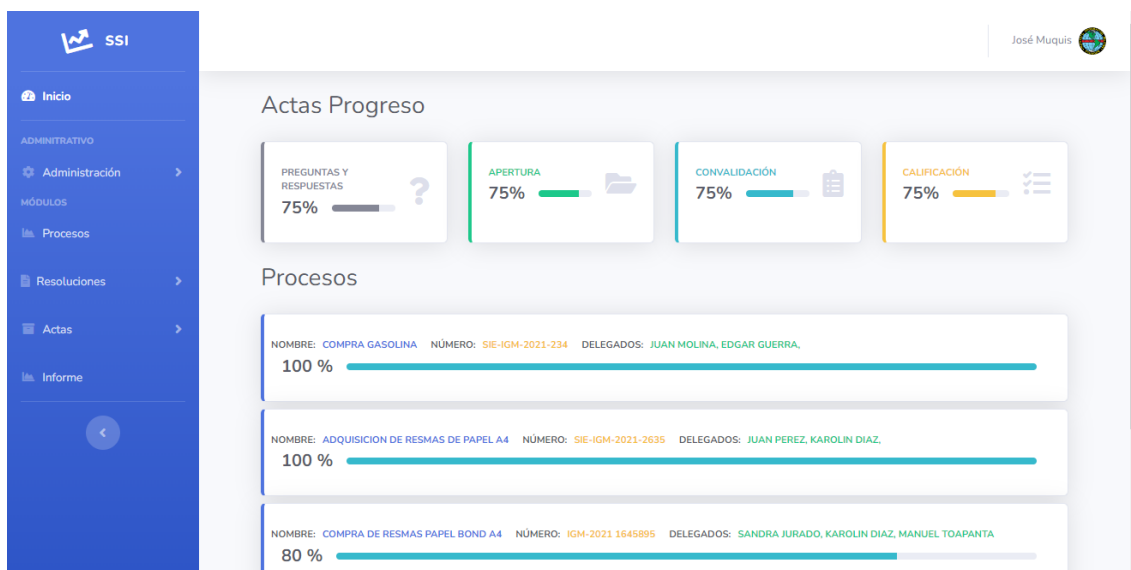 SSI
José Muquis
Inicio
ADMINITRATIVO
Administración
MÓDULOS
Procesos
Resoluciones
Actas
Informe
Actas Progreso
PREGUNTAS Y
RESPUESTAS
75%
APERTURA
75%
CONVALIDACIÓN
75%
CALIFICACIÓN
75%
Procesos
NOMBRE: COMPRA GASOLINA NÚMERO: SIE-IGM-2021-234 DELEGADOS: JUAN MOLINA, EDGAR GUERRA,
100 %
NOMBRE: ADQUISICION DE RESMAS DE PAPEL A4 NÚMERO: SIE-IGM-2021-2635 DELEGADOS: JUAN PEREZ, KAROLIN DIAZ,
100 %
NOMBRE: COMPRA DE RESMAS PAPEL BOND A4 NÚMERO: IGM-2021 1645895 DELEGADOS: SANDRA JURADO, KAROLIN DIAZ, MANUEL TOAPANTA
80 %